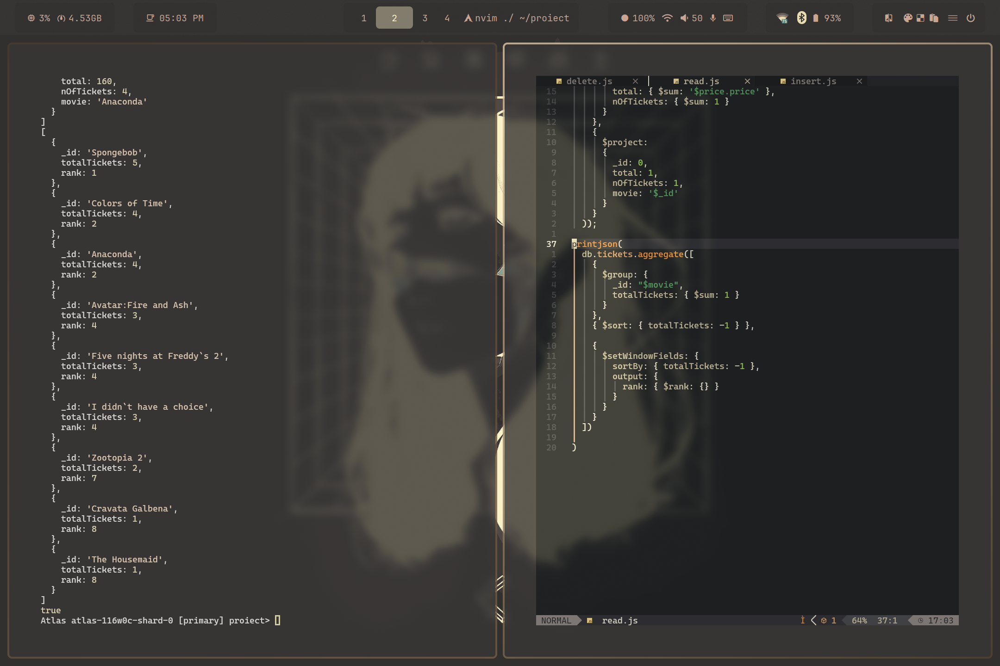 3% 4.53GB 05:03 PM 1 2 3 4 nvim ./ ~/proiect 100% 50 75 93%
total: 160,
nOfTickets: 4,
movie: 'Anaconda'
}
]
[
{
_id: 'Spongebob',
totalTickets: 5,
rank: 1
},
{
_id: 'Colors of Time',
totalTickets: 4,
rank: 2
},
{
_id: 'Anaconda',
totalTickets: 4,
rank: 2
},
{
_id: 'Avatar:Fire and Ash',
totalTickets: 3,
rank: 4
},
{
_id: 'Five nights at Freddy`s 2',
totalTickets: 3,
rank: 4
},
{
_id: 'I didn`t have a choice',
totalTickets: 3,
rank: 4
},
{
_id: 'Zootopia 2',
totalTickets: 2,
rank: 7
},
{
_id: 'Cravata Galbena',
totalTickets: 1,
rank: 8
},
{
_id: 'The Housemaid',
totalTickets: 1,
rank: 8
}
]
true
Atlas atlas-116w0c-shard-0 [primary] proiect>
JS delete.js × JS read.js × JS insert.js ×
15 total: { $sum: '$price.price' },
14 nOfTickets: { $sum: 1 }
13 }
12 },
11 {
10 $project:
9 {
8 _id: 0,
7 total: 1,
6 nOfTickets: 1,
5 movie: '$_id'
4 }
3 }
2 ]));
1
37 printjson(
1 db.tickets.aggregate([
2 {
3 $group: {
4 _id: "$movie",
5 totalTickets: { $sum: 1 }
6 }
7 },
8 { $sort: { totalTickets: -1 } },
9
10 {
11 $setWindowFields: {
12 sortBy: { totalTickets: -1 },
13 output: {
14 rank: { $rank: {} }
15 }
16 }
17 }
18 ])
19
20 )
NORMAL JS read.js Ì 1 64% 37:1 17:03